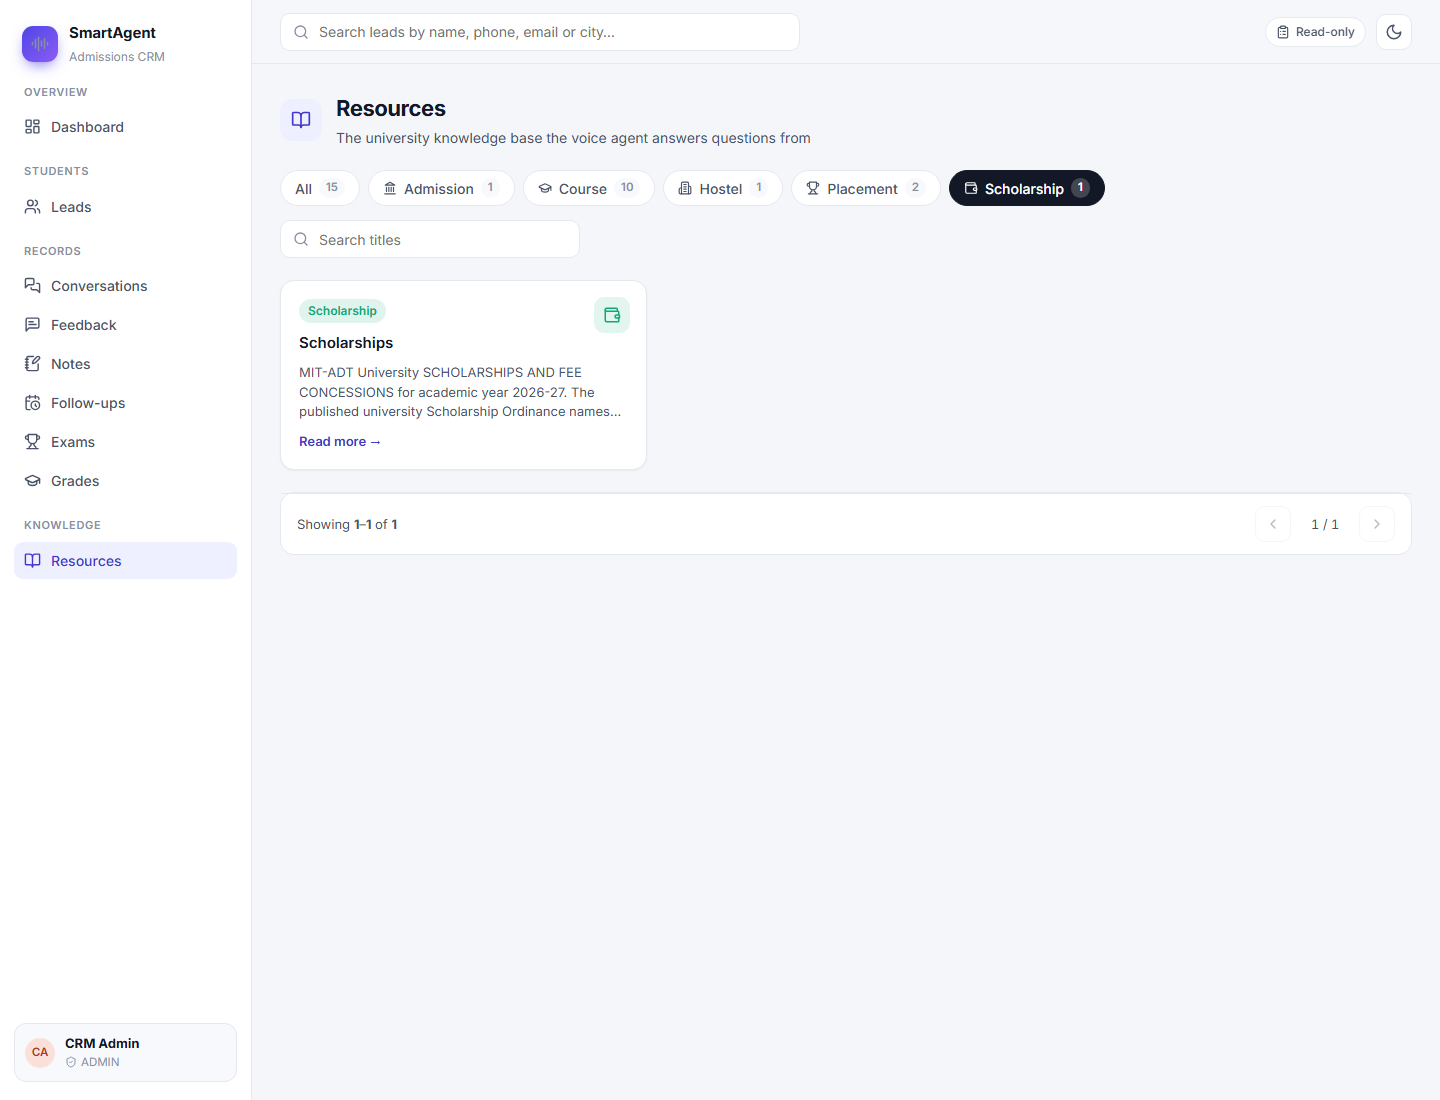 SmartAgent
Admissions CRM
OVERVIEW
Dashboard
STUDENTS
Leads
RECORDS
Conversations
Feedback
Notes
Follow-ups
Exams
Grades
KNOWLEDGE
Resources
CA
CRM Admin
ADMIN
Search leads by name, phone, email or city...
Read-only
Resources
The university knowledge base the voice agent answers questions from
All 15 Admission 1 Course 10 Hostel 1 Placement 2 Scholarship 1
Search titles
Scholarship
Scholarships
MIT-ADT University SCHOLARSHIPS AND FEE
CONCESSIONS for academic year 2026-27. The
published university Scholarship Ordinance names...
Read more →
Showing 1–1 of 1
1 / 1